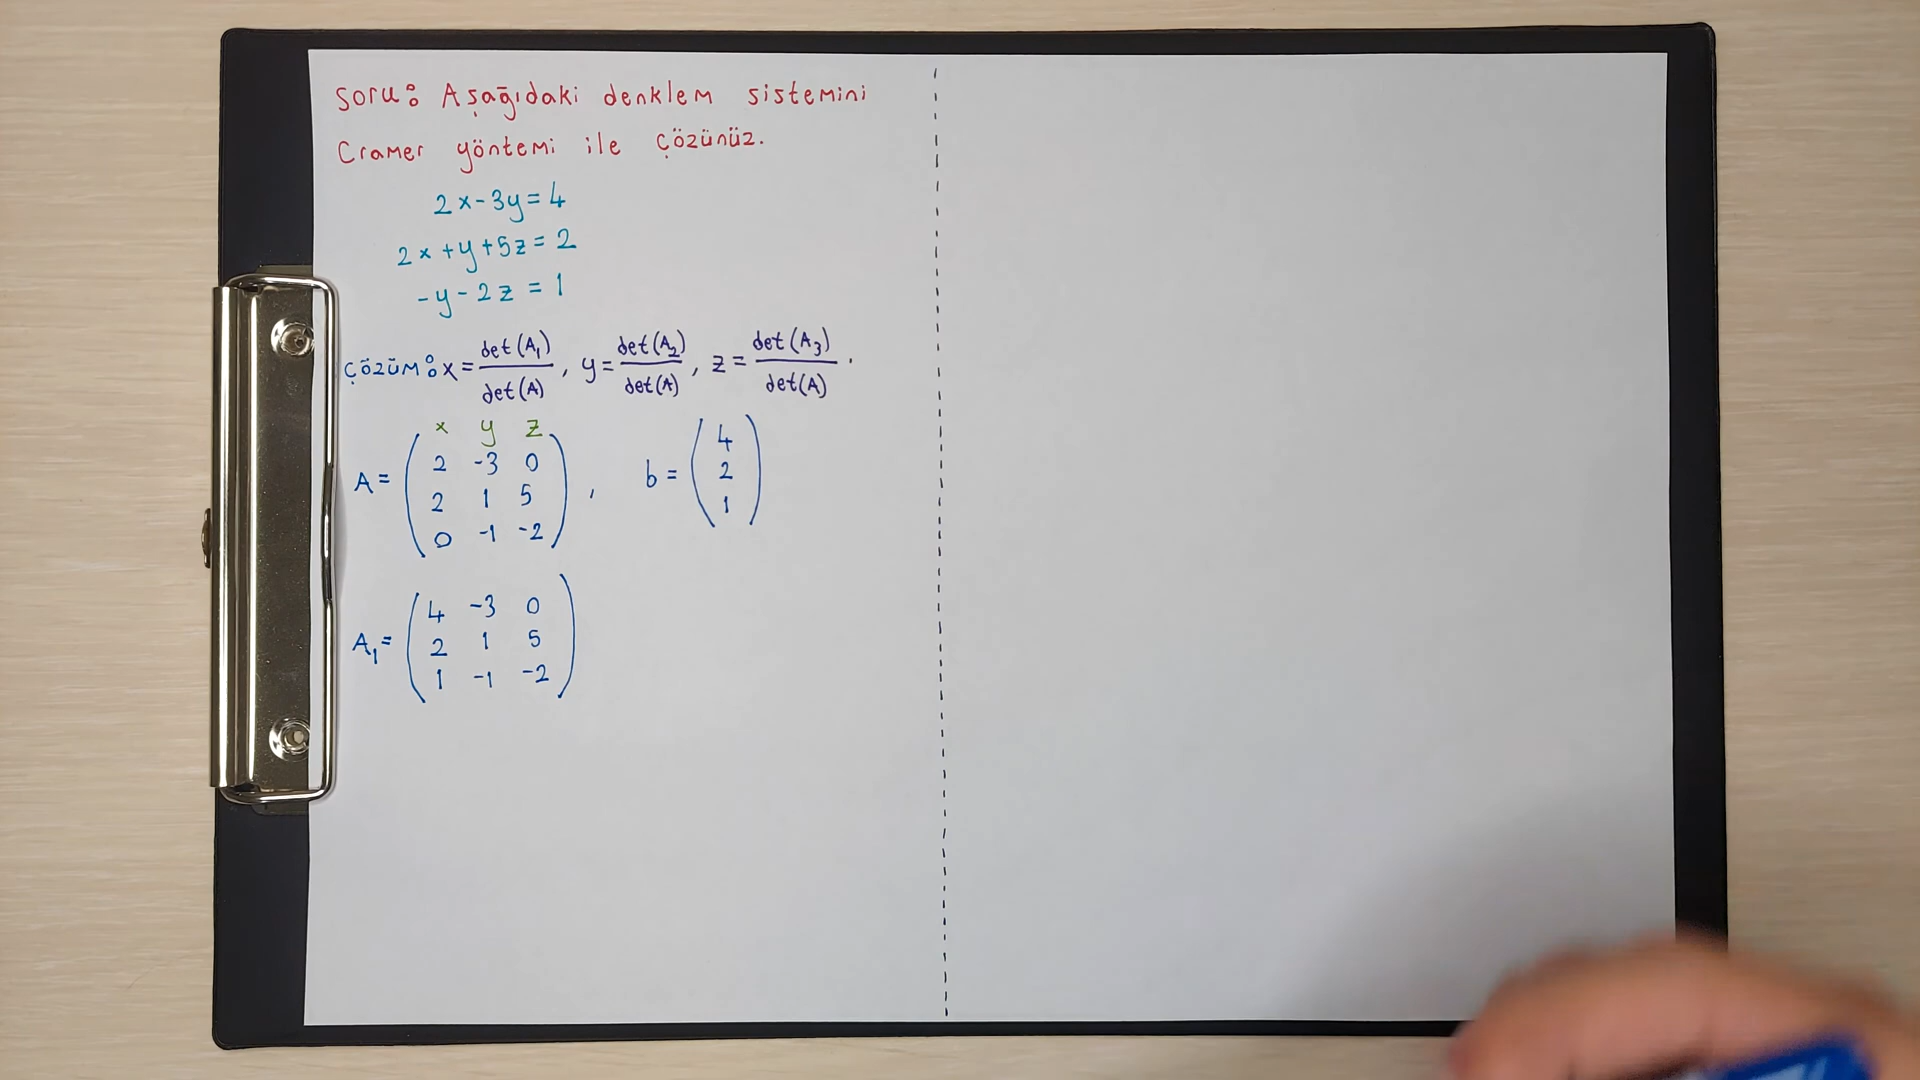 Soru: Aşağıdaki denklem sistemini
Cramer yöntemi ile çözünüz.
2x-3y=4
2x+y+5z=2
-y-2z=1
Çözüm: x= det(A₁)/det(A), y= det(A₂)/det(A), z= det(A₃)/det(A).
x y z
A= ( 2 -3 0
2 1 5
0 -1 -2 ), b= ( 4
2
1 )
A₁= ( 4 -3 0
2 1 5
1 -1 -2 )